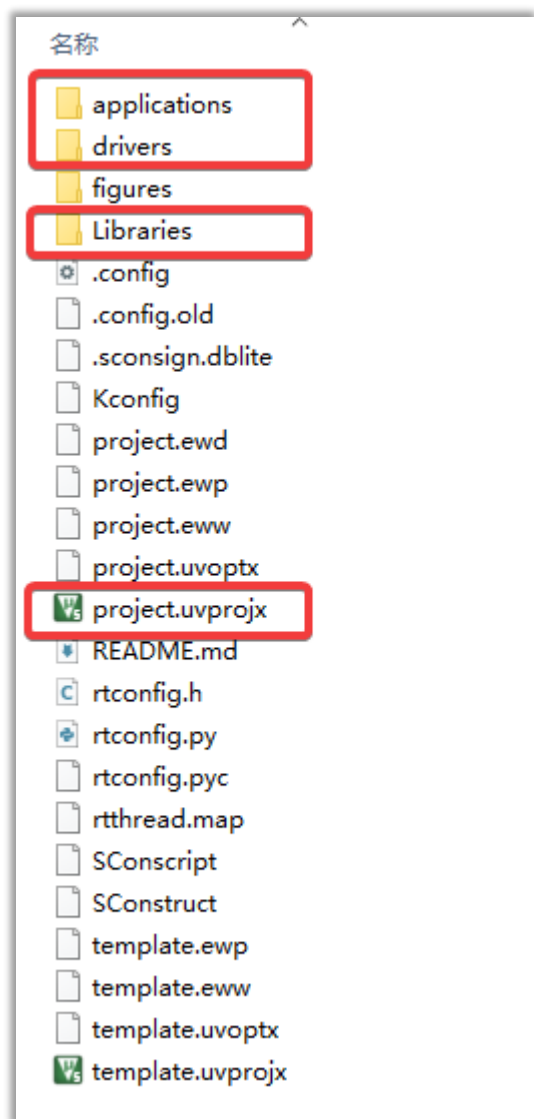 名称
applications
drivers
figures
Libraries
.config
.config.old
.sconsign.dblite
Kconfig
project.ewd
project.ewp
project.eww
project.uvoptx
project.uvprojx
README.md
rtconfig.h
rtconfig.py
rtconfig.pyc
rtthread.map
SConscript
SConstruct
template.ewp
template.eww
template.uvoptx
template.uvprojx